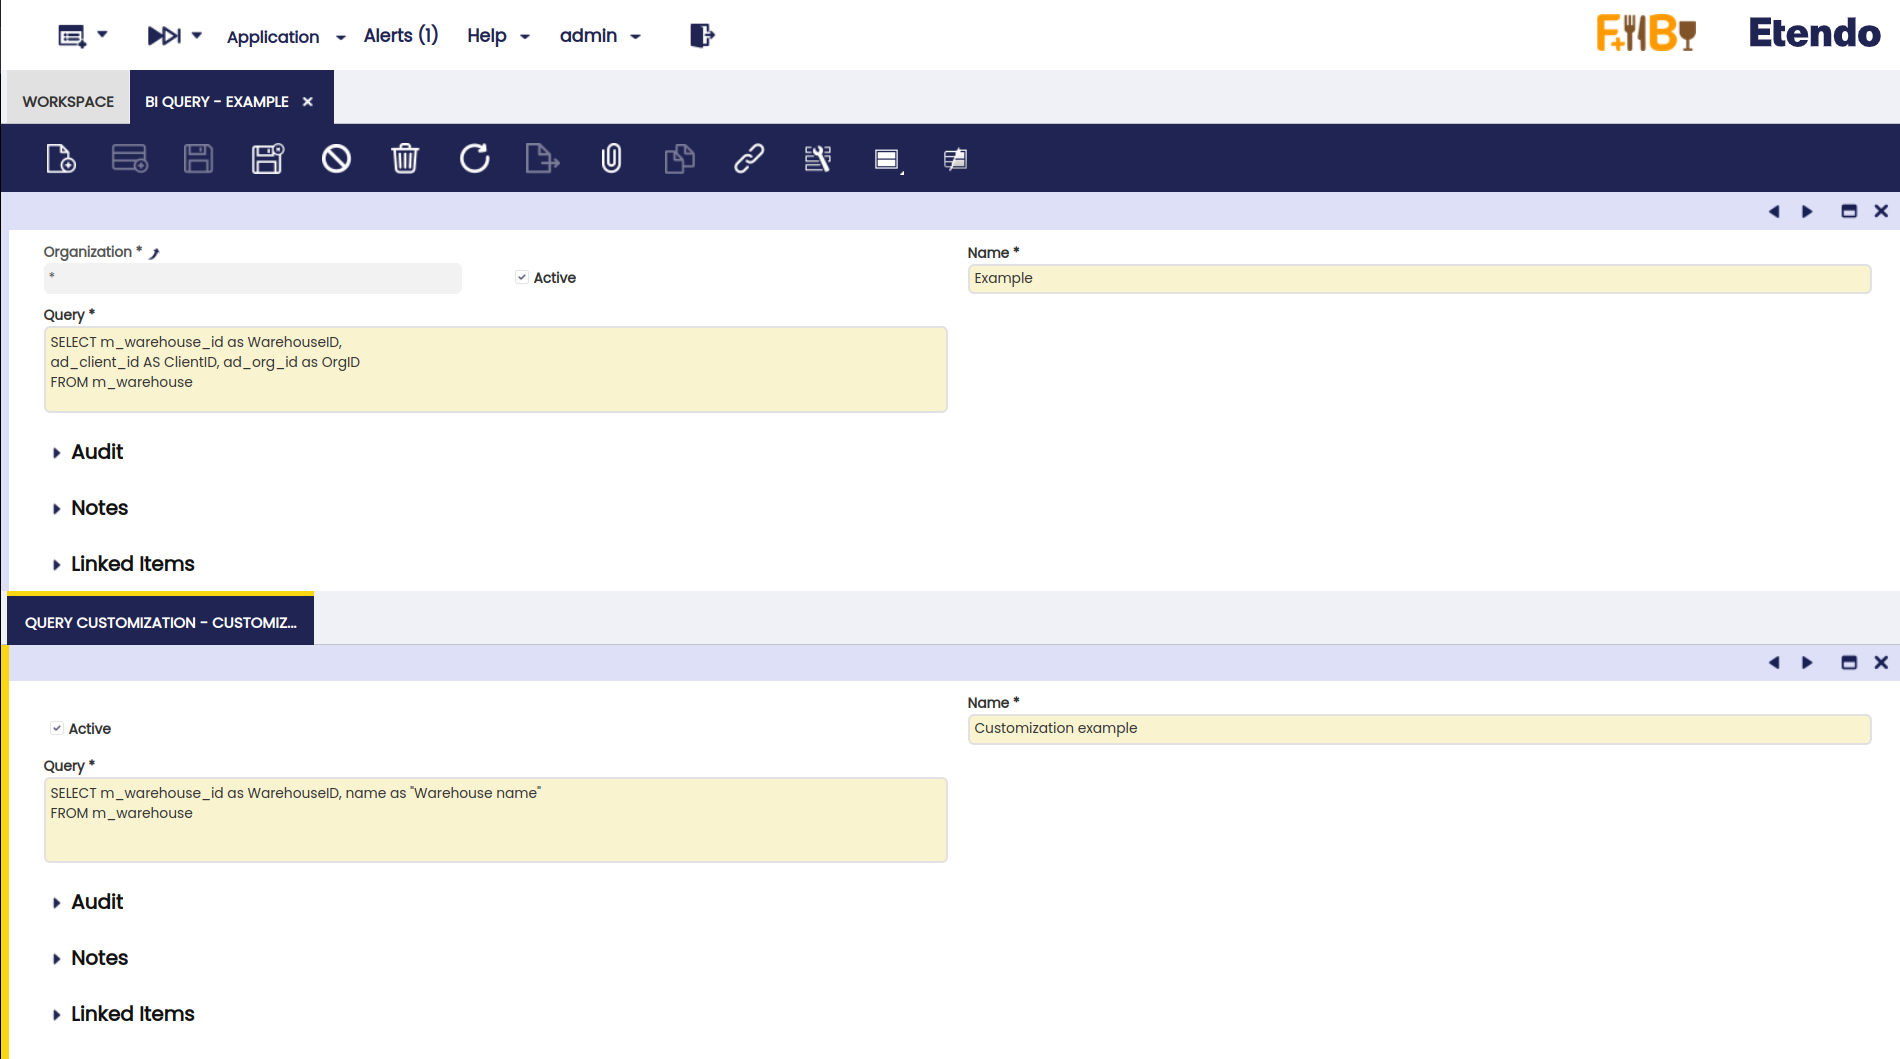 Application
Alerts (1)
Help
admin
F+B
Etendo
WORKSPACE
BI QUERY - EXAMPLE
Organization *
*
Active
Name *
Example
Query *
SELECT m_warehouse_id as WarehouseID,
ad_client_id AS ClientID, ad_org_id as OrgID
FROM m_warehouse
Audit
Notes
Linked Items
QUERY CUSTOMIZATION - CUSTOMIZ...
Name *
Customization example
Active
Query *
SELECT m_warehouse_id as WarehouseID, name as "Warehouse name"
FROM m_warehouse
Audit
Notes
Linked Items